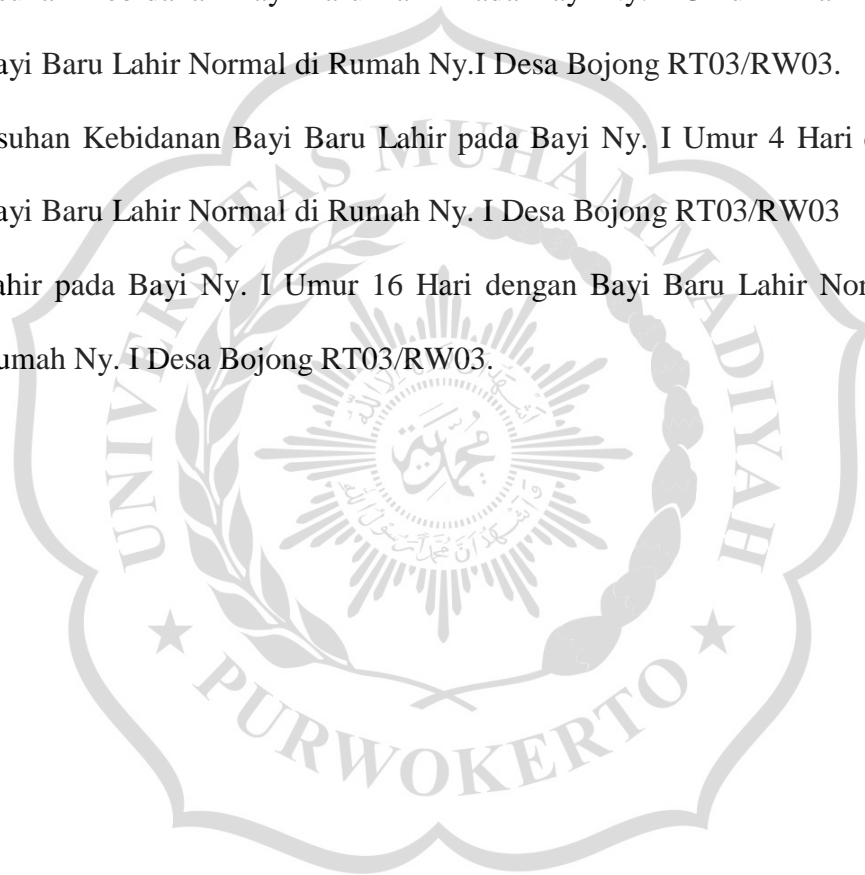 ayi Baru Lahir Normal di Rumah Ny.I Desa Bojong RT03/RW03.
suhan Kebidanan Bayi Baru Lahir pada Bayi Ny. I Umur 4 Hari
ayi Baru Lahir Normal di Rumah Ny. I Desa Bojong RT03/RW03
ahir pada Bayi Ny. I Umur 16 Hari dengan Bayi Baru Lahir Nor
umah Ny. I Desa Bojong RT03/RW03.
UNIVERSITAS MUHAMMADIYAH
PURWOKERTO